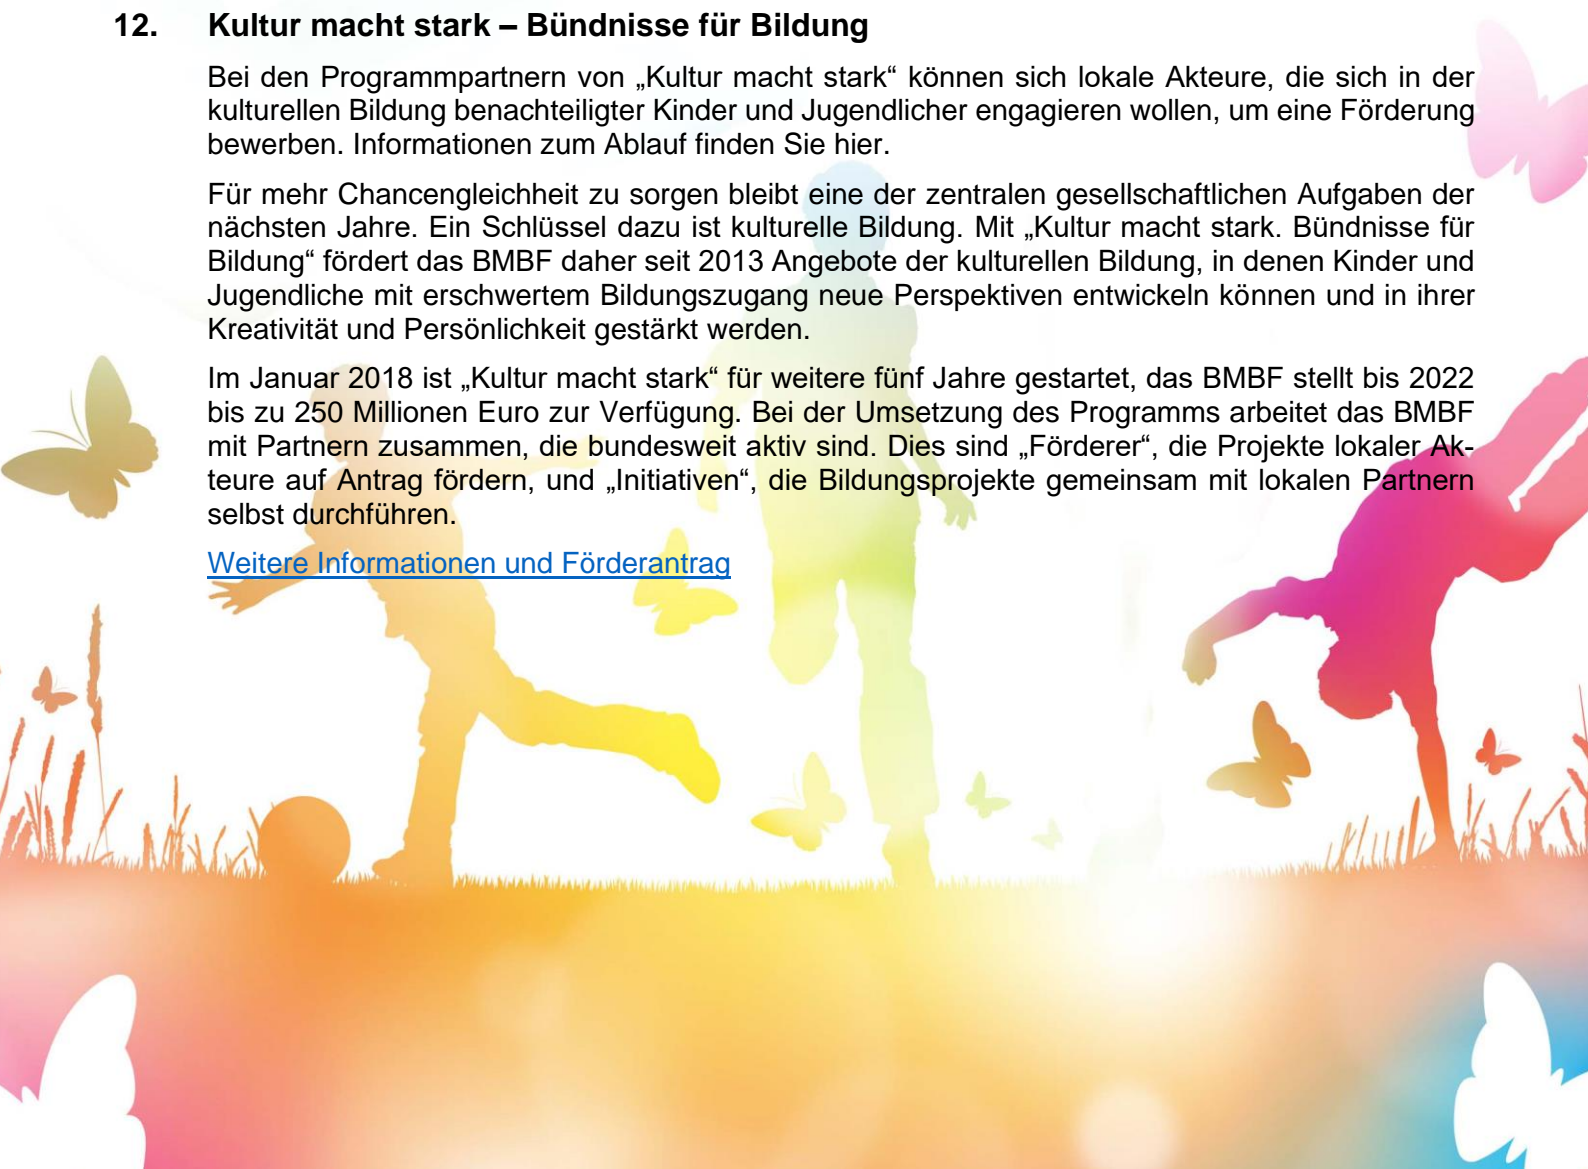 12. Kultur macht stark – Bündnisse für Bildung
Bei den Programmpartnern von „Kultur macht stark“ können sich lokale Akteure, die sich in der
kulturellen Bildung benachteiligter Kinder und Jugendlicher engagieren wollen, um eine Förderung
bewerben. Informationen zum Ablauf finden Sie hier.
Für mehr Chancengleichheit zu sorgen bleibt eine der zentralen gesellschaftlichen Aufgaben der
nächsten Jahre. Ein Schlüssel dazu ist kulturelle Bildung. Mit „Kultur macht stark. Bündnisse für
Bildung“ fördert das BMBF daher seit 2013 Angebote der kulturellen Bildung, in denen Kinder und
Jugendliche mit erschwertem Bildungszugang neue Perspektiven entwickeln können und in ihrer
Kreativität und Persönlichkeit gestärkt werden.
Im Januar 2018 ist „Kultur macht stark“ für weitere fünf Jahre gestartet, das BMBF stellt bis 2022
bis zu 250 Millionen Euro zur Verfügung. Bei der Umsetzung des Programms arbeitet das BMBF
mit Partnern zusammen, die bundesweit aktiv sind. Dies sind „Förderer“, die Projekte lokaler Ak-
teure auf Antrag fördern, und „Initiativen“, die Bildungsprojekte gemeinsam mit lokalen Partnern
selbst durchführen.
Weitere Informationen und Förderantrag